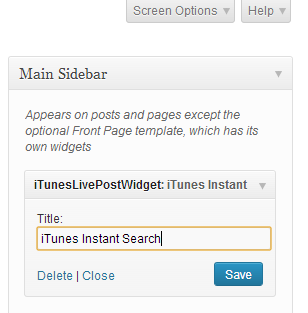 Screen Options Help
Main Sidebar
Appears on posts and pages except the
optional Front Page template, which has its
own widgets
iTunesLivePostWidget: iTunes Instant
Title:
iTunes Instant Search
Delete | Close Save